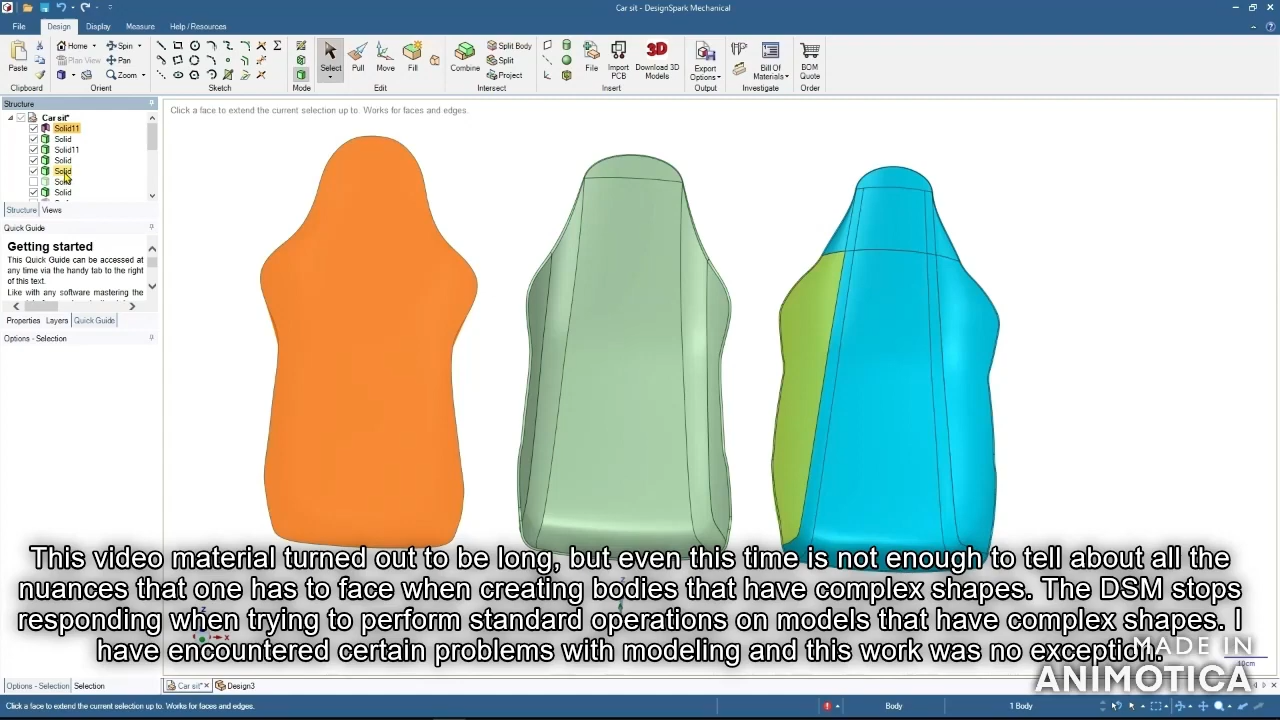 Car sit - DesignSpark Mechanical
File Design Display Measure Help / Resources
Home Spin Split Body
Plan View Pan Split
Zoom Project
Paste Select Pull Move Fill Combine File Import PCB Download 3D Models Export Options Bill Of Materials BOM Quote
Clipboard Orient Sketch Mode Edit Intersect Insert Output Investigate Order
Structure
Click a face to extend the current selection up to. Works for faces and edges.
Car sit*
Solid11
Solid
Solid11
Solid
Solid
Solid
Solid
Structure Views
Quick Guide
Getting started
This Quick Guide can be accessed at
any time via the handy tab to the right
of this text.
Like with any software mastering the
Properties Layers Quick Guide
Options - Selection
This video material turned out to be long, but even this time is not enough to tell about all the
nuances that one has to face when creating bodies that have complex shapes. The DSM stops
responding when trying to perform standard operations on models that have complex shapes. I
have encountered certain problems with modeling and this work was no exception.
MADE IN
ANIMOTICA
10cm
Options - Selection Selection Car sit* Design3
Click a face to extend the current selection up to. Works for faces and edges. Body 1 Body